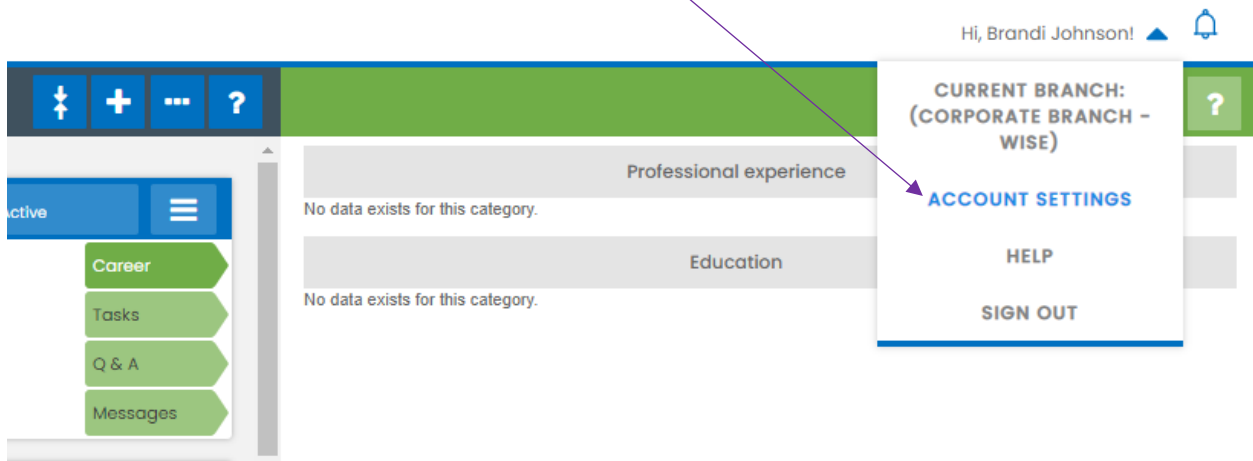 Hi, Brandi Johnson!
?
CURRENT BRANCH:
(CORPORATE BRANCH -
WISE)
ACCOUNT SETTINGS
HELP
SIGN OUT
?
Professional experience
No data exists for this category.
Education
No data exists for this category.
Career
Tasks
Q & A
Messages